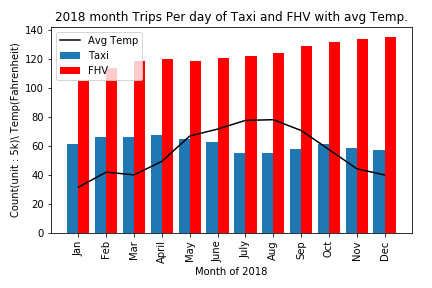 2018 month Trips Per day of Taxi and FHV with avg Temp.
Avg Temp
Taxi
FHV
140
120
100
80
60
40
20
0
Count(unit : 5k)\ Temp(Fahrenheit)
Jan Feb Mar April May June July Aug Sep Oct Nov Dec
Month of 2018